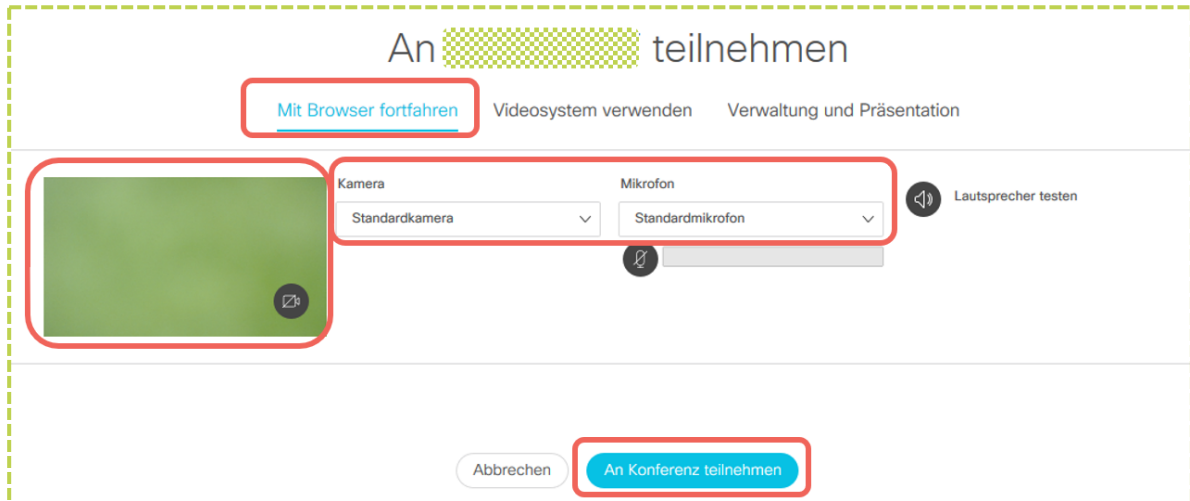 An teilnehmen
Mit Browser fortfahren Videosystem verwenden Verwaltung und Präsentation
Kamera Mikrofon
Lautsprecher testen
Standardkamera Standardmikrofon
Abbrechen An Konferenz teilnehmen